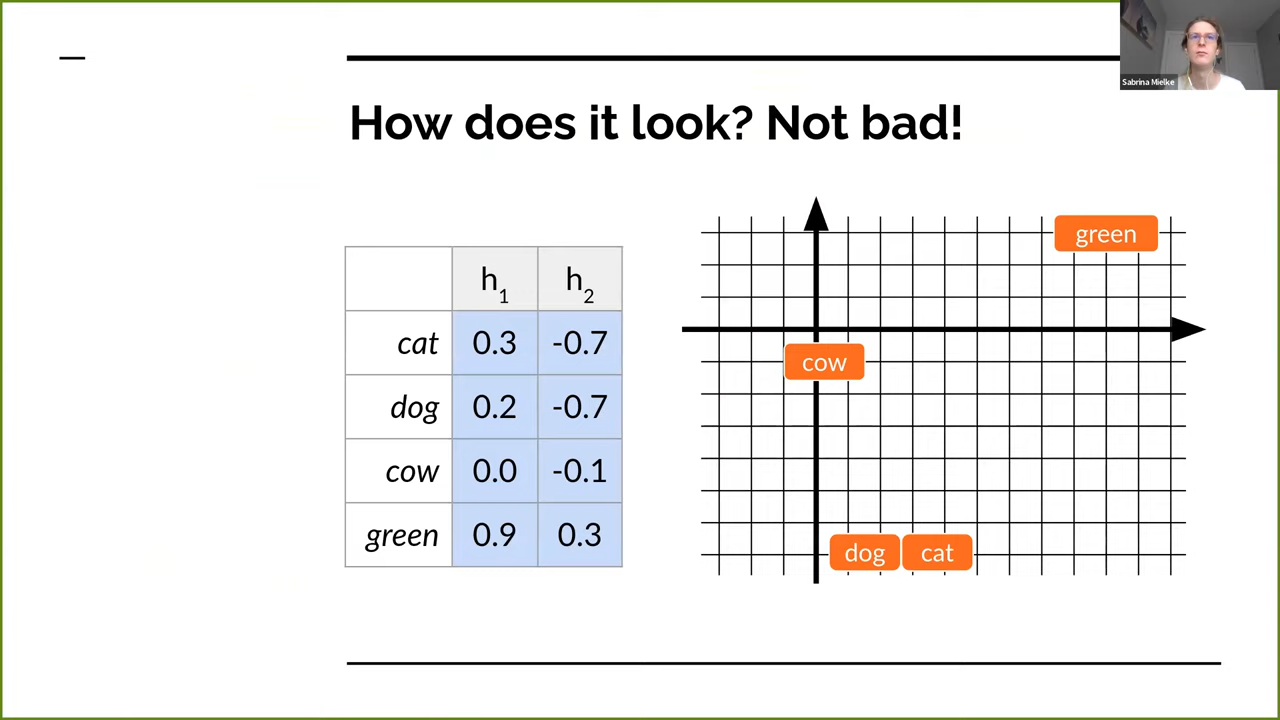 Sabrina Mielke
How does it look? Not bad!
h1 h2
cat 0.3 -0.7
dog 0.2 -0.7
cow 0.0 -0.1
green 0.9 0.3
green
cow
dog cat